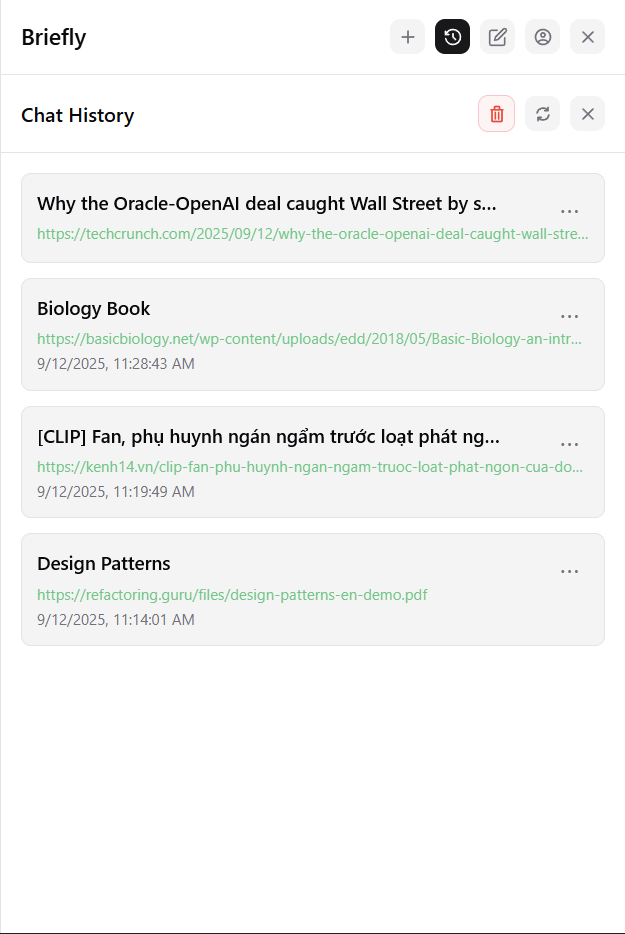 Briefly
Chat History
Why the Oracle-OpenAI deal caught Wall Street by s...
https://techcrunch.com/2025/09/12/why-the-oracle-openai-deal-caught-wall-stre...
Biology Book
https://basicbiology.net/wp-content/uploads/edd/2018/05/Basic-Biology-an-intr...
9/12/2025, 11:28:43 AM
[CLIP] Fan, phụ huynh ngán ngẩm trước loạt phát ng...
https://kenh14.vn/clip-fan-phu-huynh-ngan-ngam-truoc-loat-phat-ngon-cua-do...
9/12/2025, 11:19:49 AM
Design Patterns
https://refactoring.guru/files/design-patterns-en-demo.pdf
9/12/2025, 11:14:01 AM